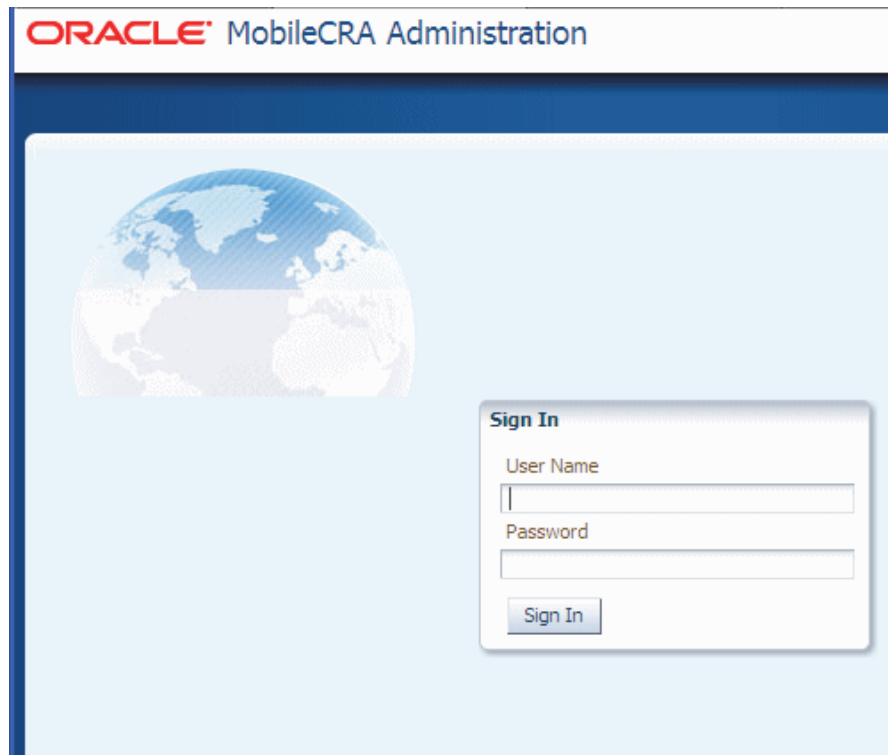 ORACLE MobileCRA Administration
Sign In
User Name
Password
Sign In